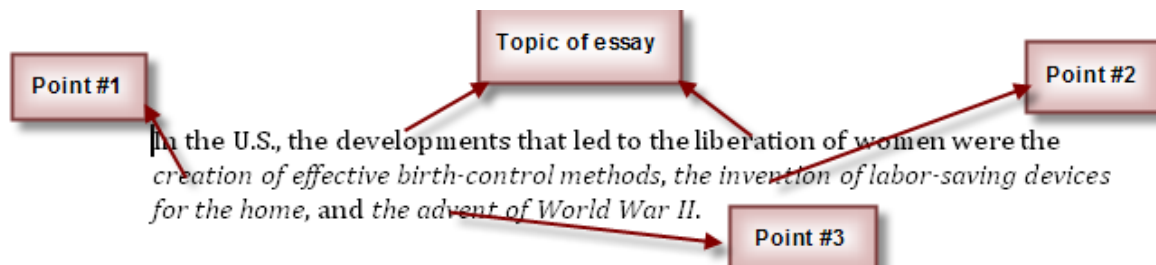 Topic of essay
Point #1
Point #2
In the U.S., the developments that led to the liberation of women were the
creation of effective birth-control methods, the invention of labor-saving devices
for the home, and the advent of World War II.
Point #3